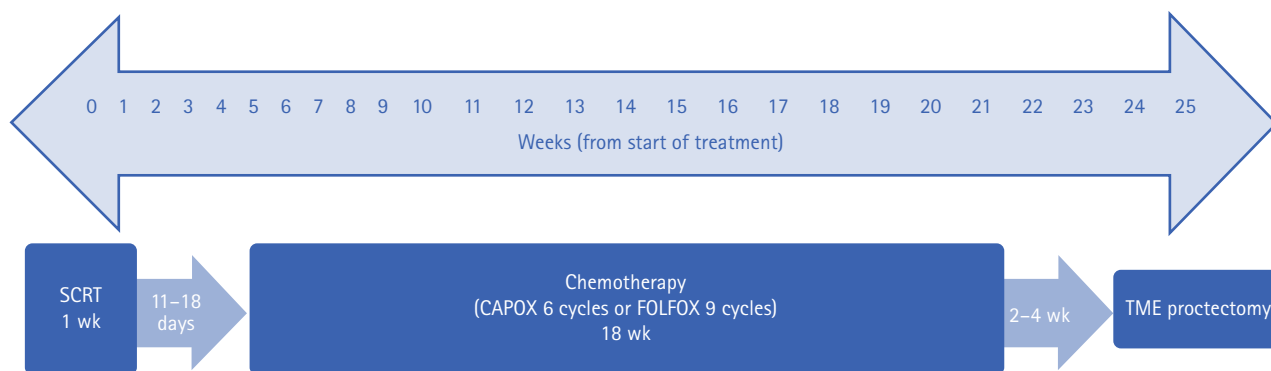 0 1 2 3 4 5 6 7 8 9 10 11 12 13 14 15 16 17 18 19 20 21 22 23 24 25
Weeks (from start of treatment)
SCRT
1 wk
11–18
days
Chemotherapy
(CAPOX 6 cycles or FOLFOX 9 cycles)
18 wk
2–4 wk
TME proctectomy